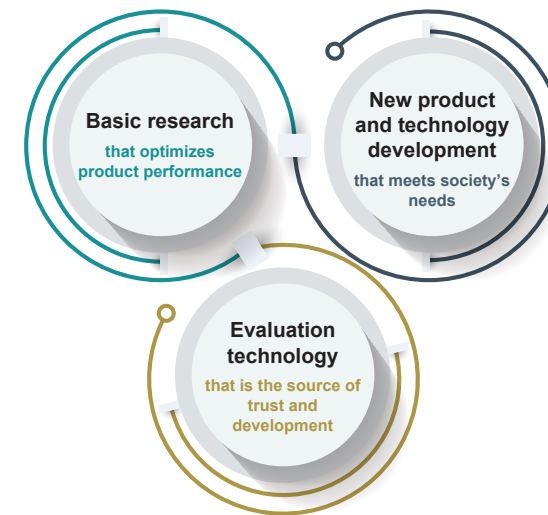 Basic research
that optimizes
product performance
New product
and technology
development
that meets society's
needs
Evaluation
technology
that is the source of
trust and
development